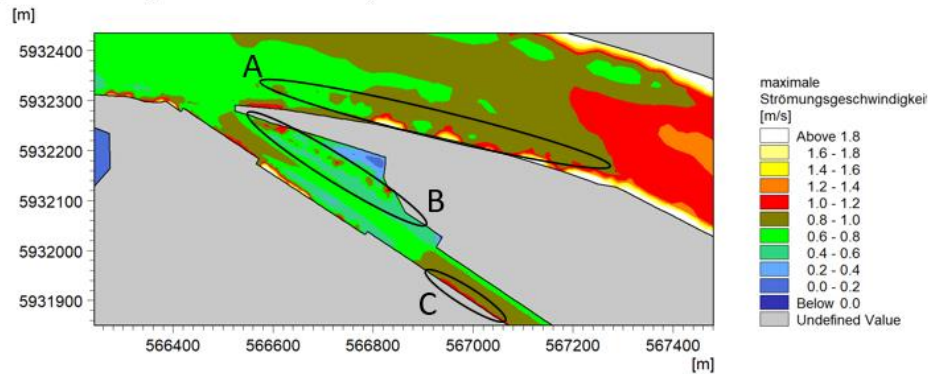 [m]
5932400
5932300
5932200
5932100
5932000
5931900
A
B
C
566400 566600 566800 567000 567200 567400
[m]
maximale
Strömungsgeschwindigkeit
[m/s]
Above 1.8
1.6 - 1.8
1.4 - 1.6
1.2 - 1.4
1.0 - 1.2
0.8 - 1.0
0.6 - 0.8
0.4 - 0.6
0.2 - 0.4
0.0 - 0.2
Below 0.0
Undefined Value